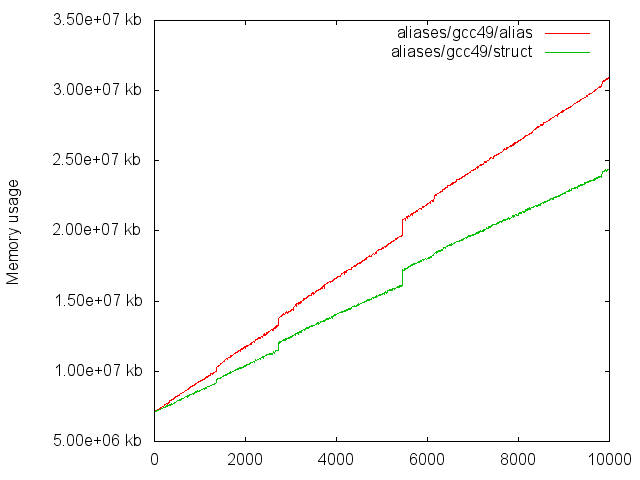 3.50e+07 kb
3.00e+07 kb
2.50e+07 kb
2.00e+07 kb
1.50e+07 kb
1.00e+07 kb
5.00e+06 kb
Memory usage
aliases/gcc49/alias
aliases/gcc49/struct
0 2000 4000 6000 8000 10000